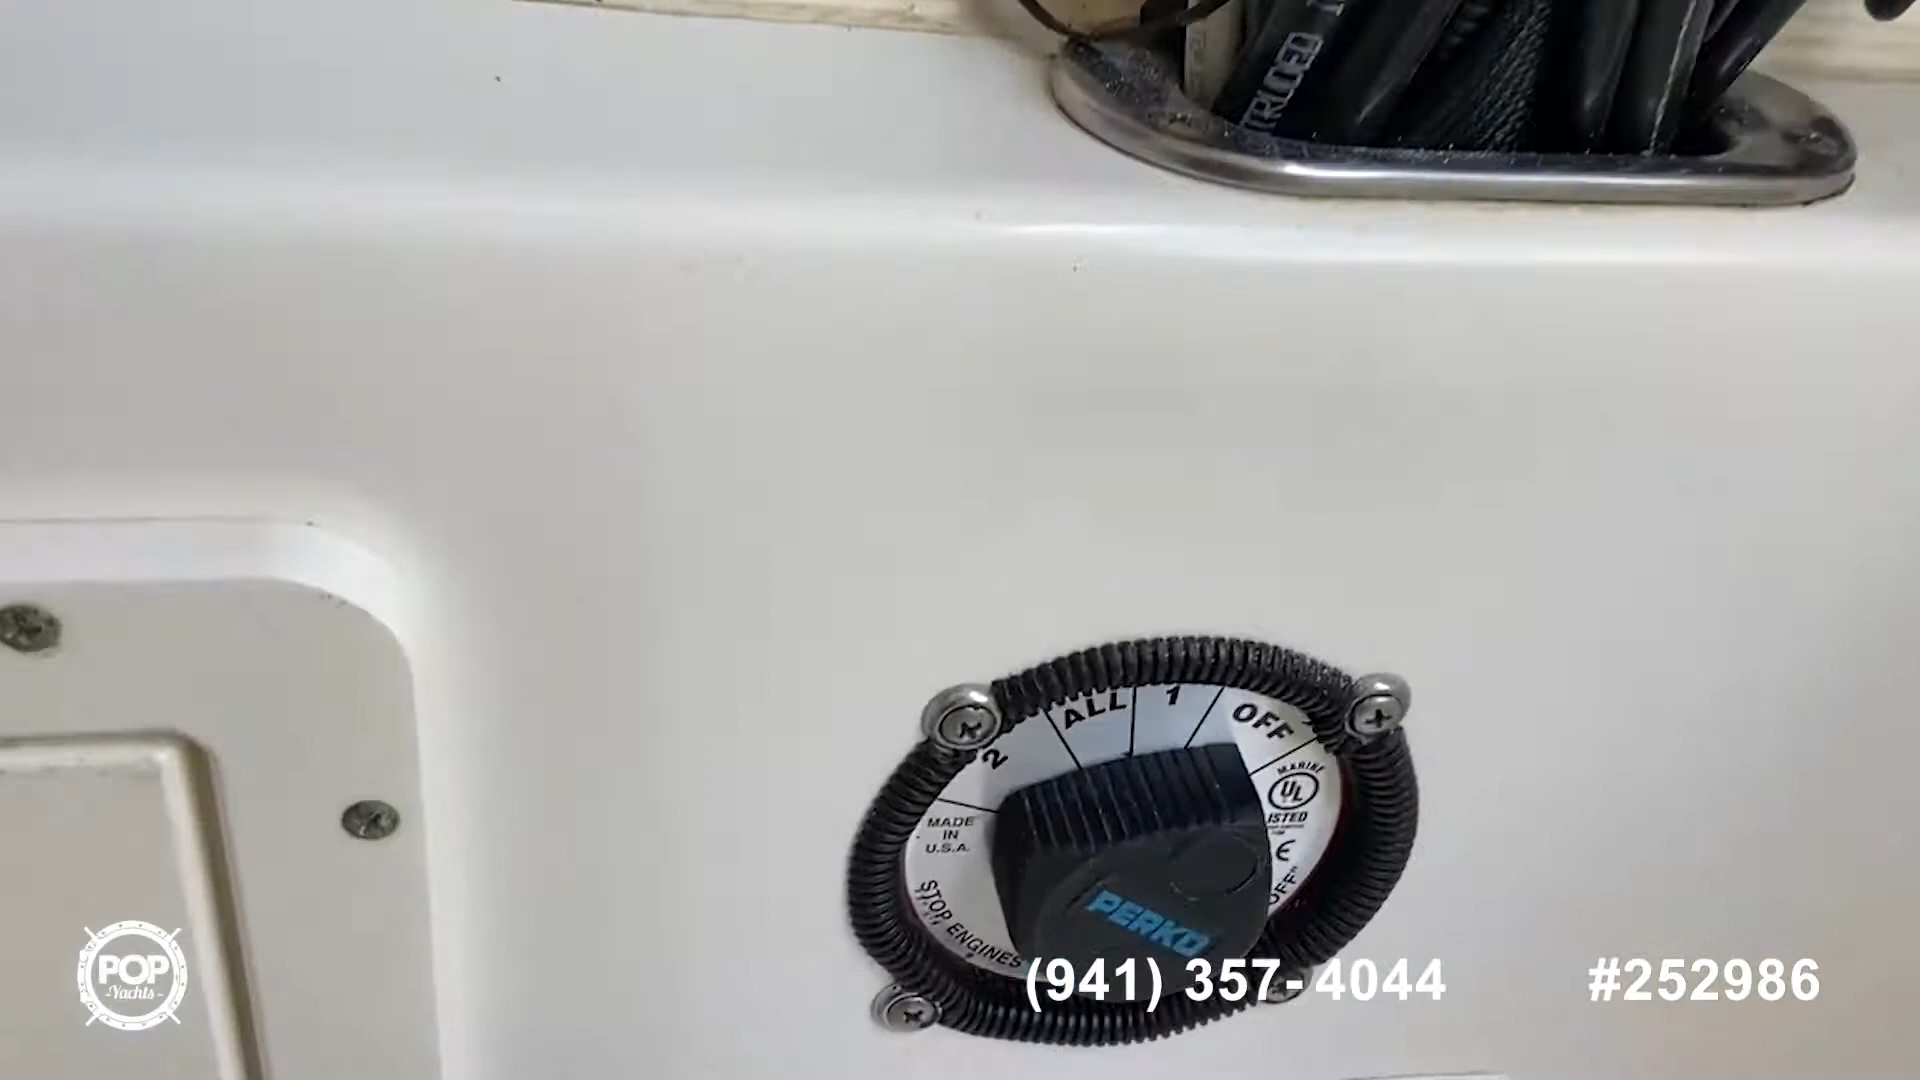 TRUDED
2
ALL
1
OFF
MARINE
UL
LISTED
MADE
IN
U.S.A.
STOP ENGINES
OFF"
PERKO
POP
-Yachts-
(941) 357-4044
#252986